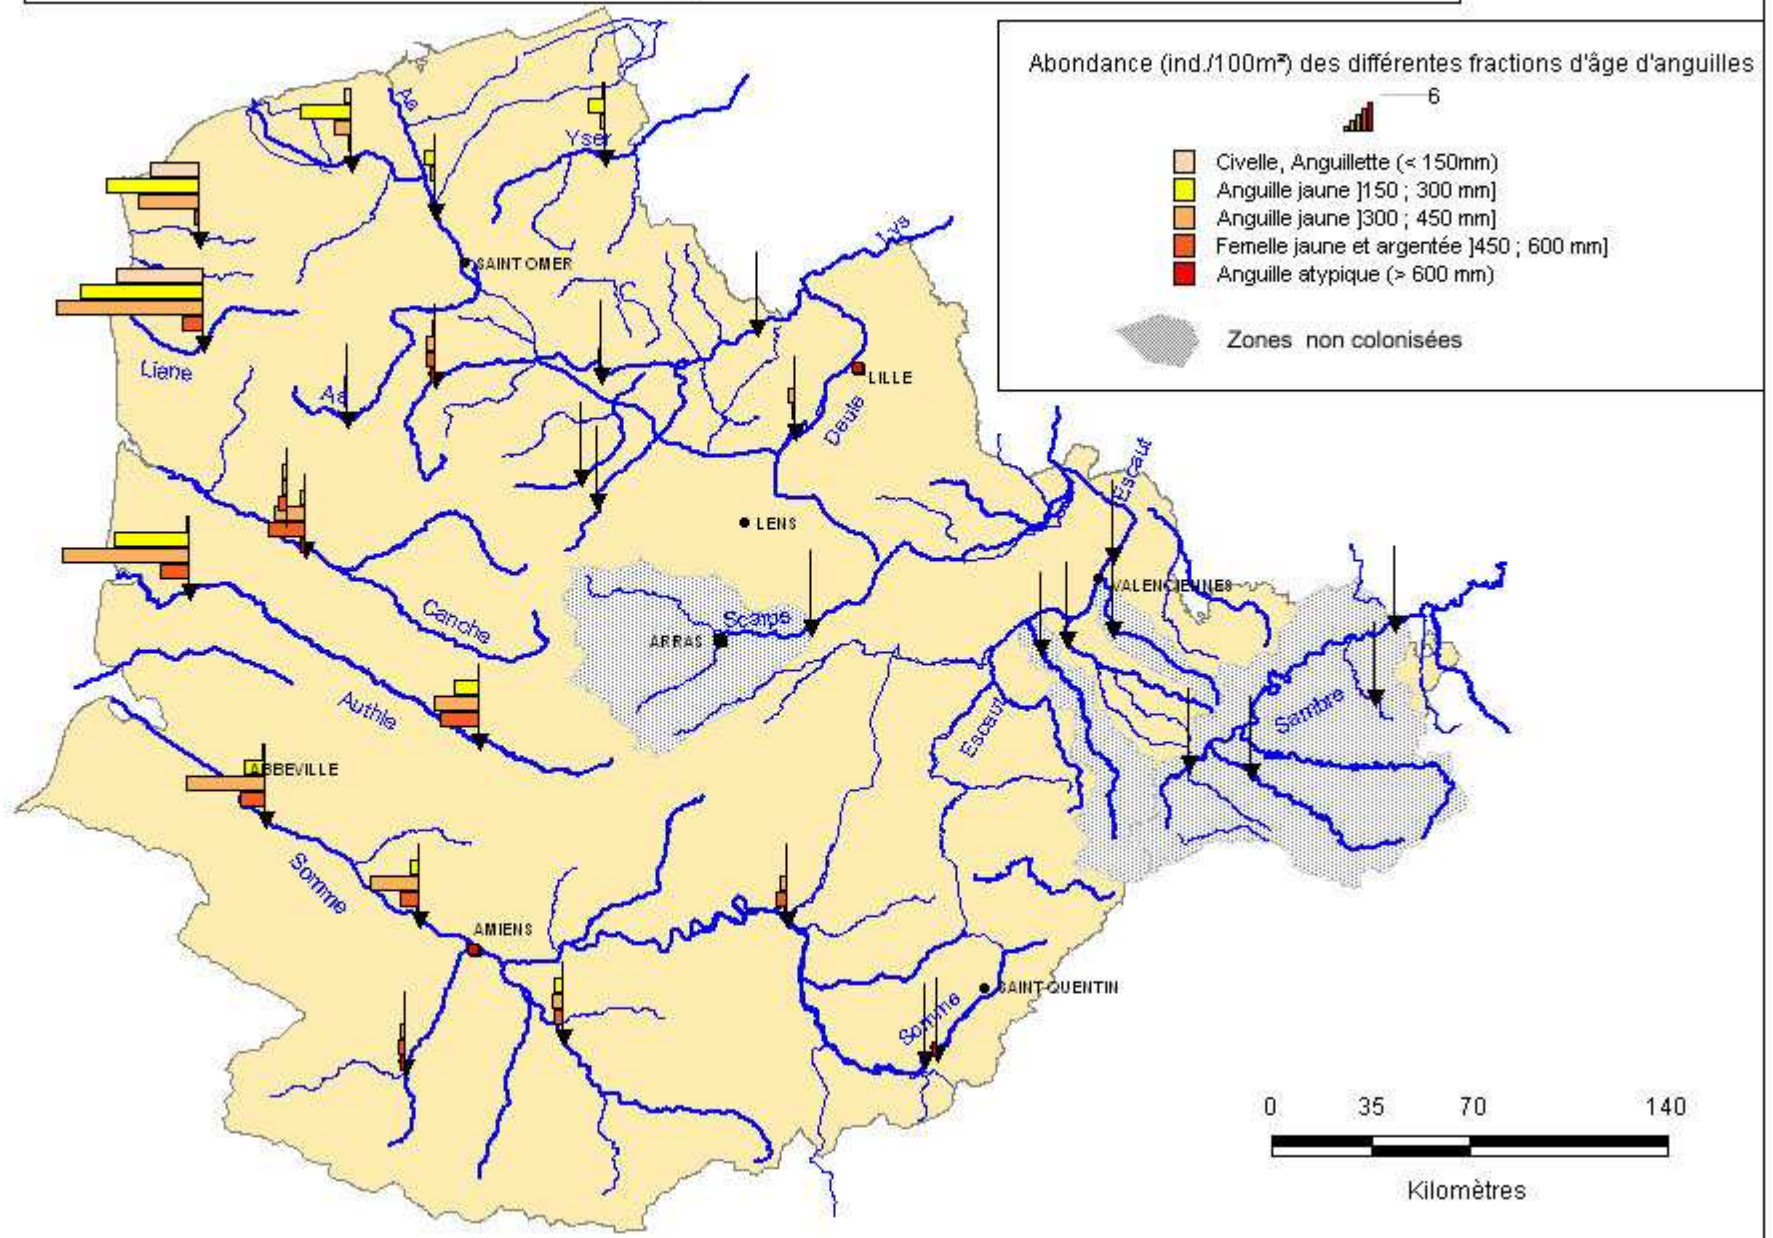 Abondance (ind./100m²) des différentes fractions d'âge d'anguilles
6
Civelle, Anguillette (< 150mm)
Anguille jaune ]150 ; 300 mm]
Anguille jaune ]300 ; 450 mm]
Femelle jaune et argentée ]450 ; 600 mm]
Anguille atypique (> 600 mm)
Zones non colonisées
Aa
Yser
Lys
SAINT OMER
Liane
Aa
LILLE
Deule
Escaut
LENS
VALENCIENNES
Canche
Scarpe
ARRAS
Authie
Escaut
Sambre
ABBEVILLE
Somme
AMIENS
SAINT-QUENTIN
Somme
0 35 70 140
Kilomètres